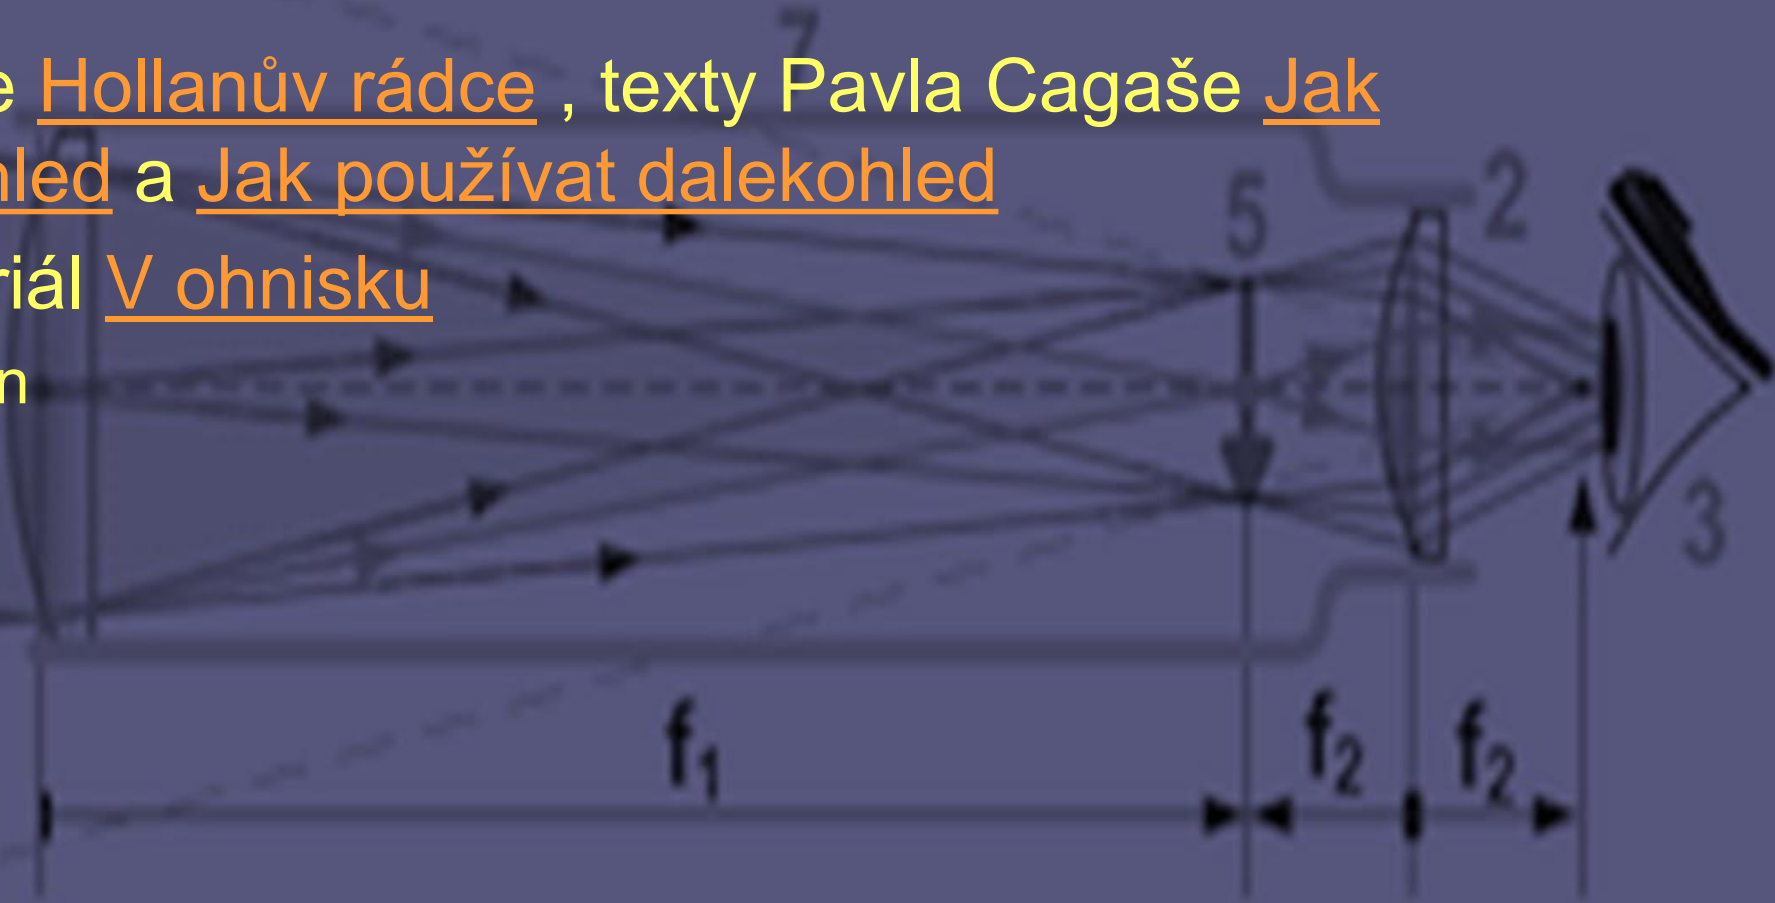 7
e Hollanův rádce , texty Pavla Cagaše Jak
hled a Jak používat dalekohled
riál V ohnisku
n
5
2
3
f1
f2
f2